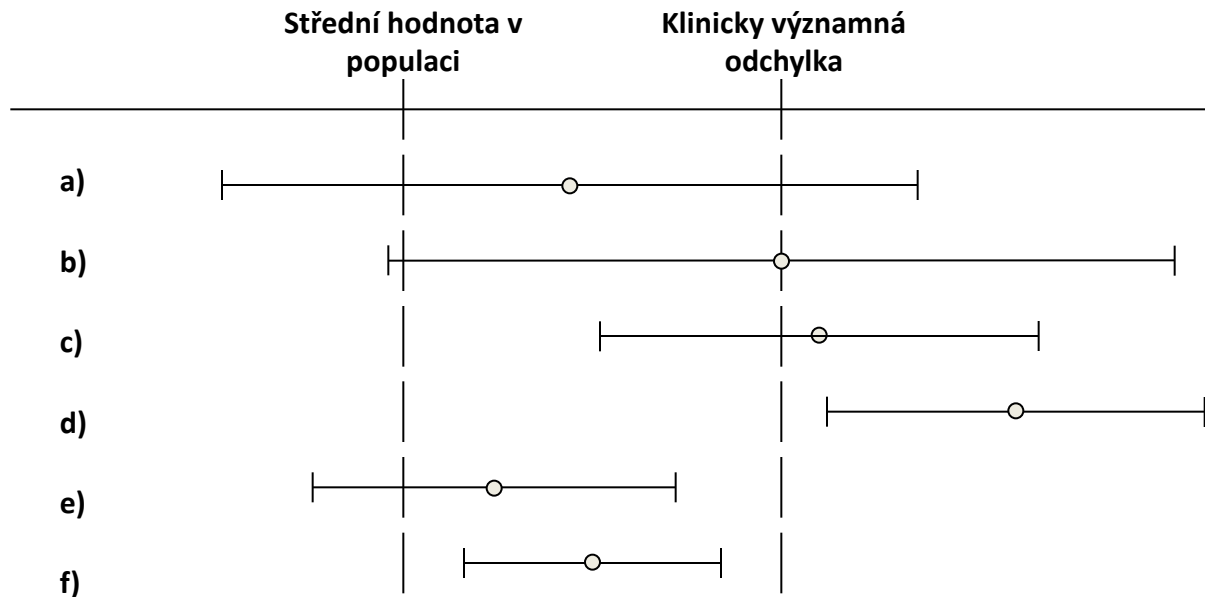 Střední hodnota v
populaci
Klinicky významná
odchylka
a)
b)
c)
d)
e)
f)